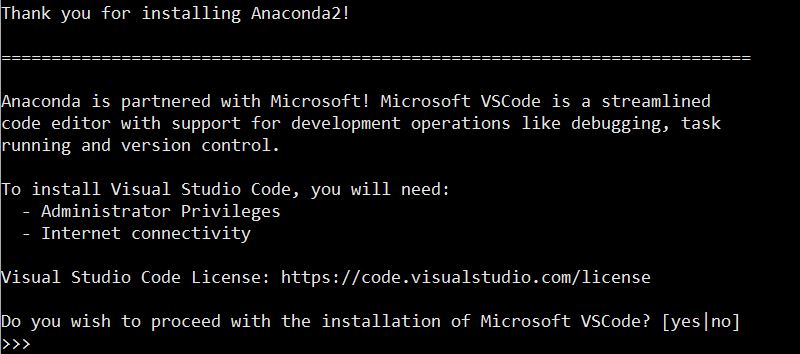 Thank you for installing Anaconda2!
===========================================================================
Anaconda is partnered with Microsoft! Microsoft VSCode is a streamlined
code editor with support for development operations like debugging, task
running and version control.
To install Visual Studio Code, you will need:
  - Administrator Privileges
  - Internet connectivity
Visual Studio Code License: https://code.visualstudio.com/license
Do you wish to proceed with the installation of Microsoft VSCode? [yes|no]
>>>